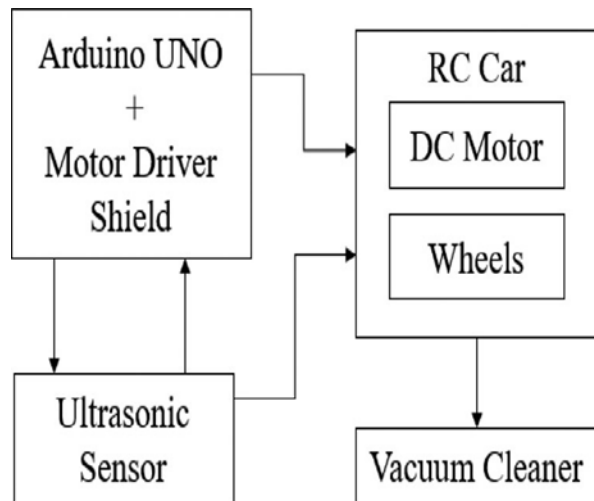 Arduino UNO
+
Motor Driver
Shield
RC Car
DC Motor
Wheels
Ultrasonic
Sensor
Vacuum Cleaner